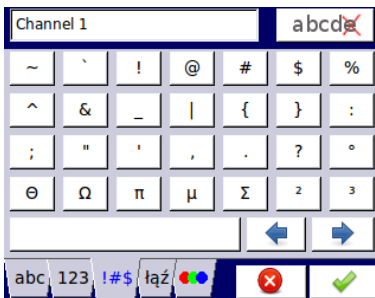 Channel 1 abcde
~ ` ! @ # $ %
^ & _ | { } :
; " ' , . ? °
Θ Ω π μ Σ ² ³
abc 123 !#$ łąź